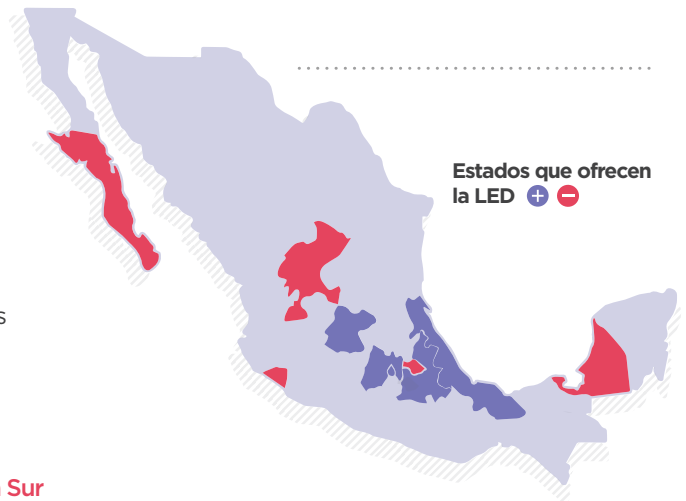 Estados que ofrecen
la LED + −
s
Sur